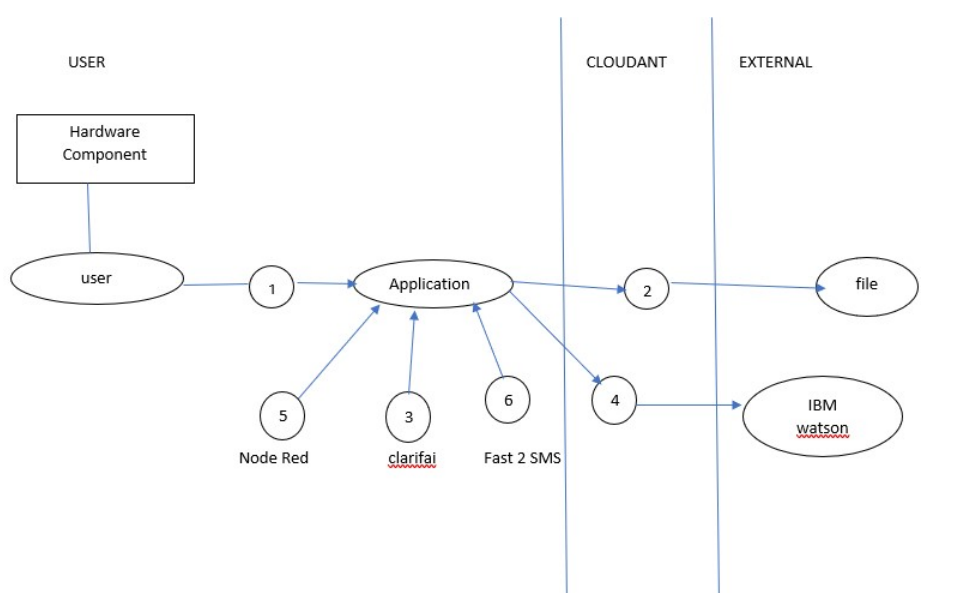 USER
CLOUDANT
EXTERNAL
Hardware
Component
user
1
Application
2
file
5
3
6
4
IBM
watson
Node Red
clarifai
Fast 2 SMS